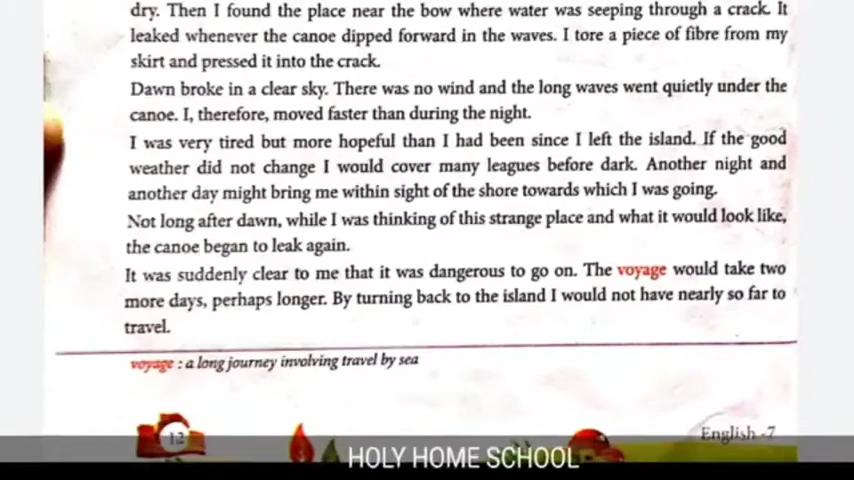 dry. Then I found the place near the bow where water was seeping through a crack. It
leaked whenever the canoe dipped forward in the waves. I tore a piece of fibre from my
skirt and pressed it into the crack.
Dawn broke in a clear sky. There was no wind and the long waves went quietly under the
canoe. I, therefore, moved faster than during the night.
I was very tired but more hopeful than I had been since I left the island. If the good
weather did not change I would cover many leagues before dark. Another night and
another day might bring me within sight of the shore towards which I was going.
Not long after dawn, while I was thinking of this strange place and what it would look like,
the canoe began to leak again.
It was suddenly clear to me that it was dangerous to go on. The voyage would take two
more days, perhaps longer. By turning back to the island I would not have nearly so far to
travel.
voyage : a long journey involving travel by sea
12
English -7
HOLY HOME SCHOOL